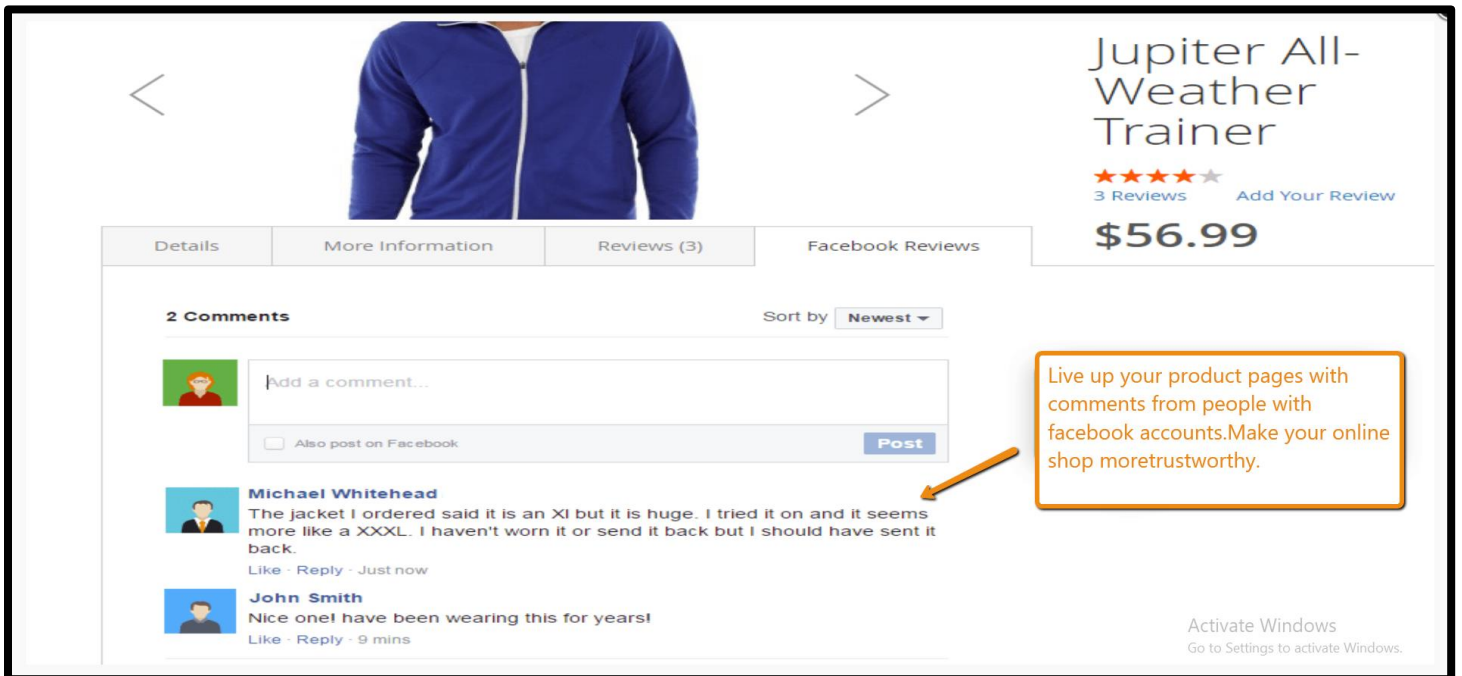 Jupiter All-
Weather
Trainer
3 Reviews Add Your Review
$56.99
Details More Information Reviews (3) Facebook Reviews
2 Comments Sort by Newest
Add a comment...
Also post on Facebook Post
Live up your product pages with
comments from people with
facebook accounts.Make your online
shop moretrustworthy.
Michael Whitehead
The jacket I ordered said it is an Xl but it is huge. I tried it on and it seems
more like a XXXL. I haven't worn it or send it back but I should have sent it
back.
Like · Reply · Just now
John Smith
Nice one! have been wearing this for years!
Like · Reply · 9 mins
Activate Windows
Go to Settings to activate Windows.